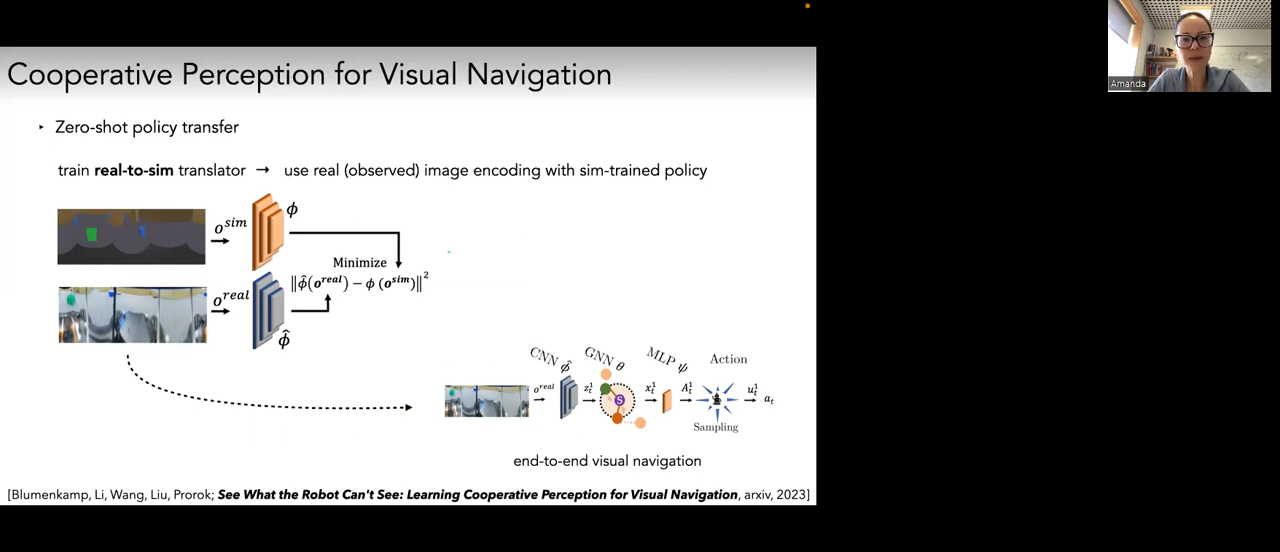 Amanda
Cooperative Perception for Visual Navigation
‣ Zero-shot policy transfer
train real-to-sim translator → use real (observed) image encoding with sim-trained policy
o^sim
ϕ
Minimize
‖ϕ̂(o^real) − ϕ (o^sim)‖²
o^real
ϕ̂
CNN ϕ̂ GNN θ MLP ψ Action
o^real z_t^1 S x_t^1 A_t^1 u_t^1 a_t
Sampling
end-to-end visual navigation
[Blumenkamp, Li, Wang, Liu, Prorok; See What the Robot Can't See: Learning Cooperative Perception for Visual Navigation, arxiv, 2023]